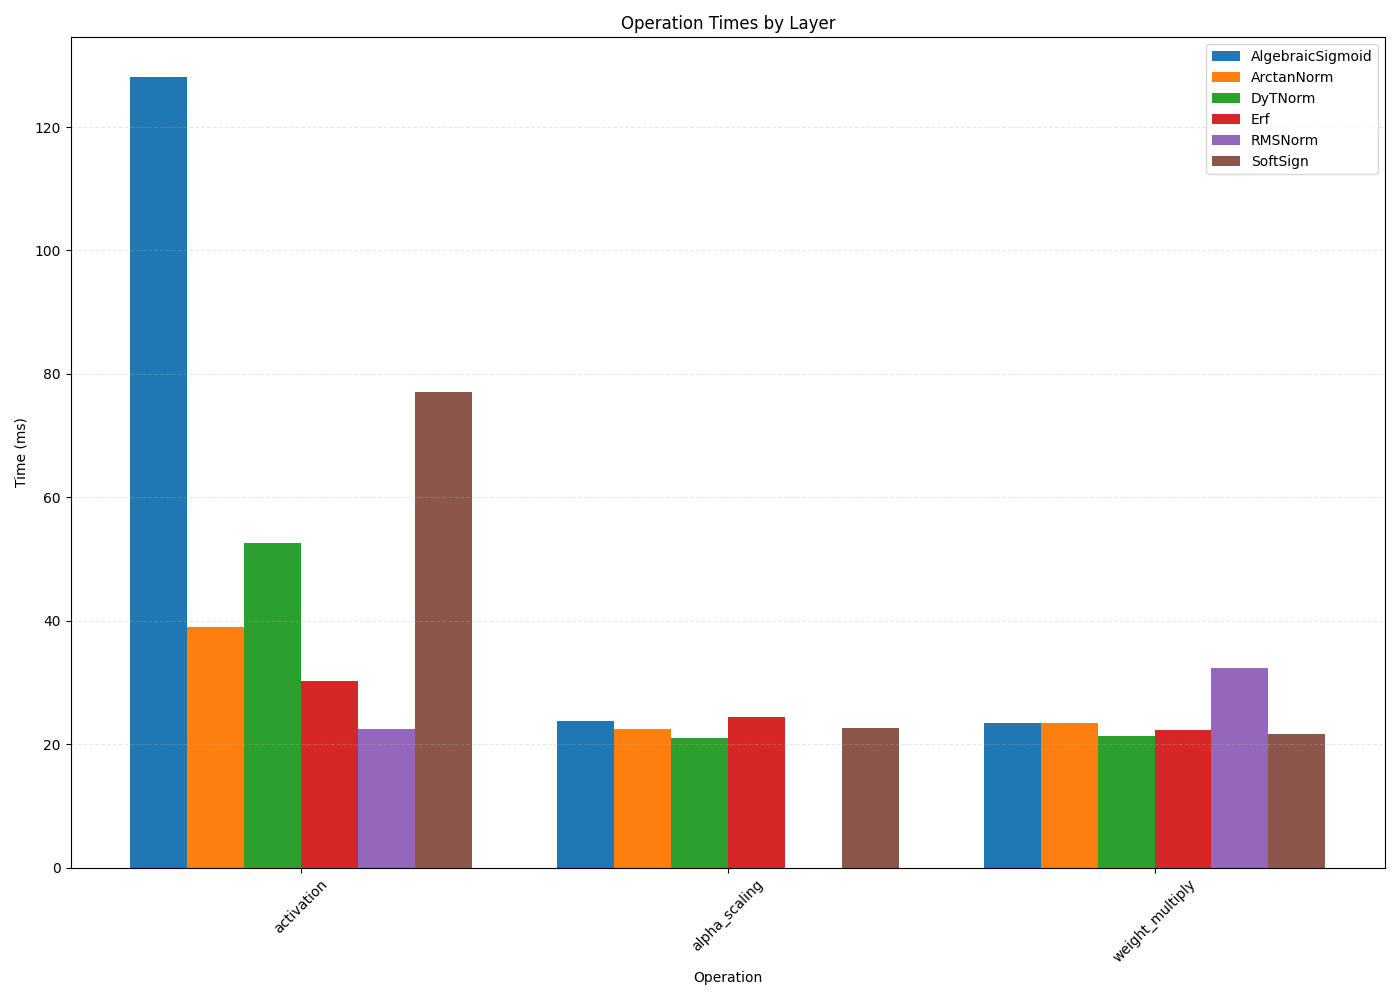 Operation Times by Layer
AlgebraicSigmoid
ArctanNorm
DyTNorm
Erf
RMSNorm
SoftSign
120
100
80
60
40
20
0
Time (ms)
activation
alpha_scaling
weight_multiply
Operation